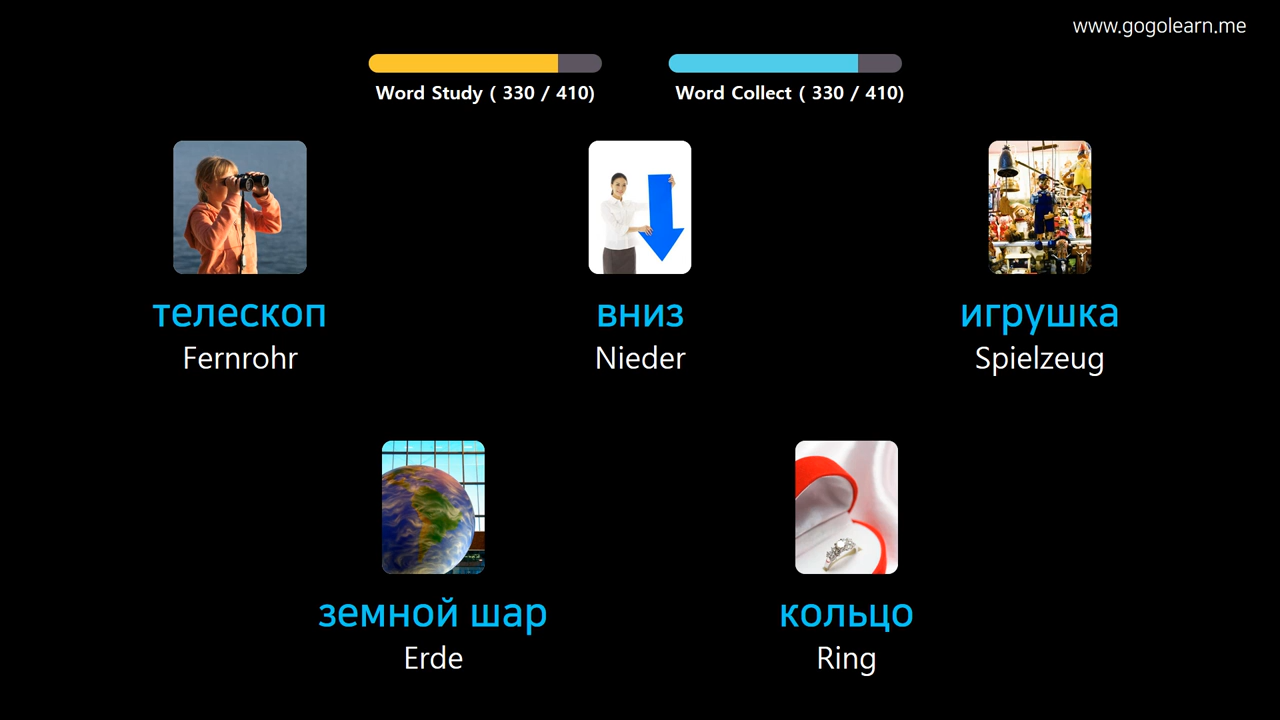 www.gogolearn.me
Word Study ( 330 / 410)
Word Collect ( 330 / 410)
телескоп
Fernrohr
вниз
Nieder
игрушка
Spielzeug
земной шар
Erde
кольцо
Ring